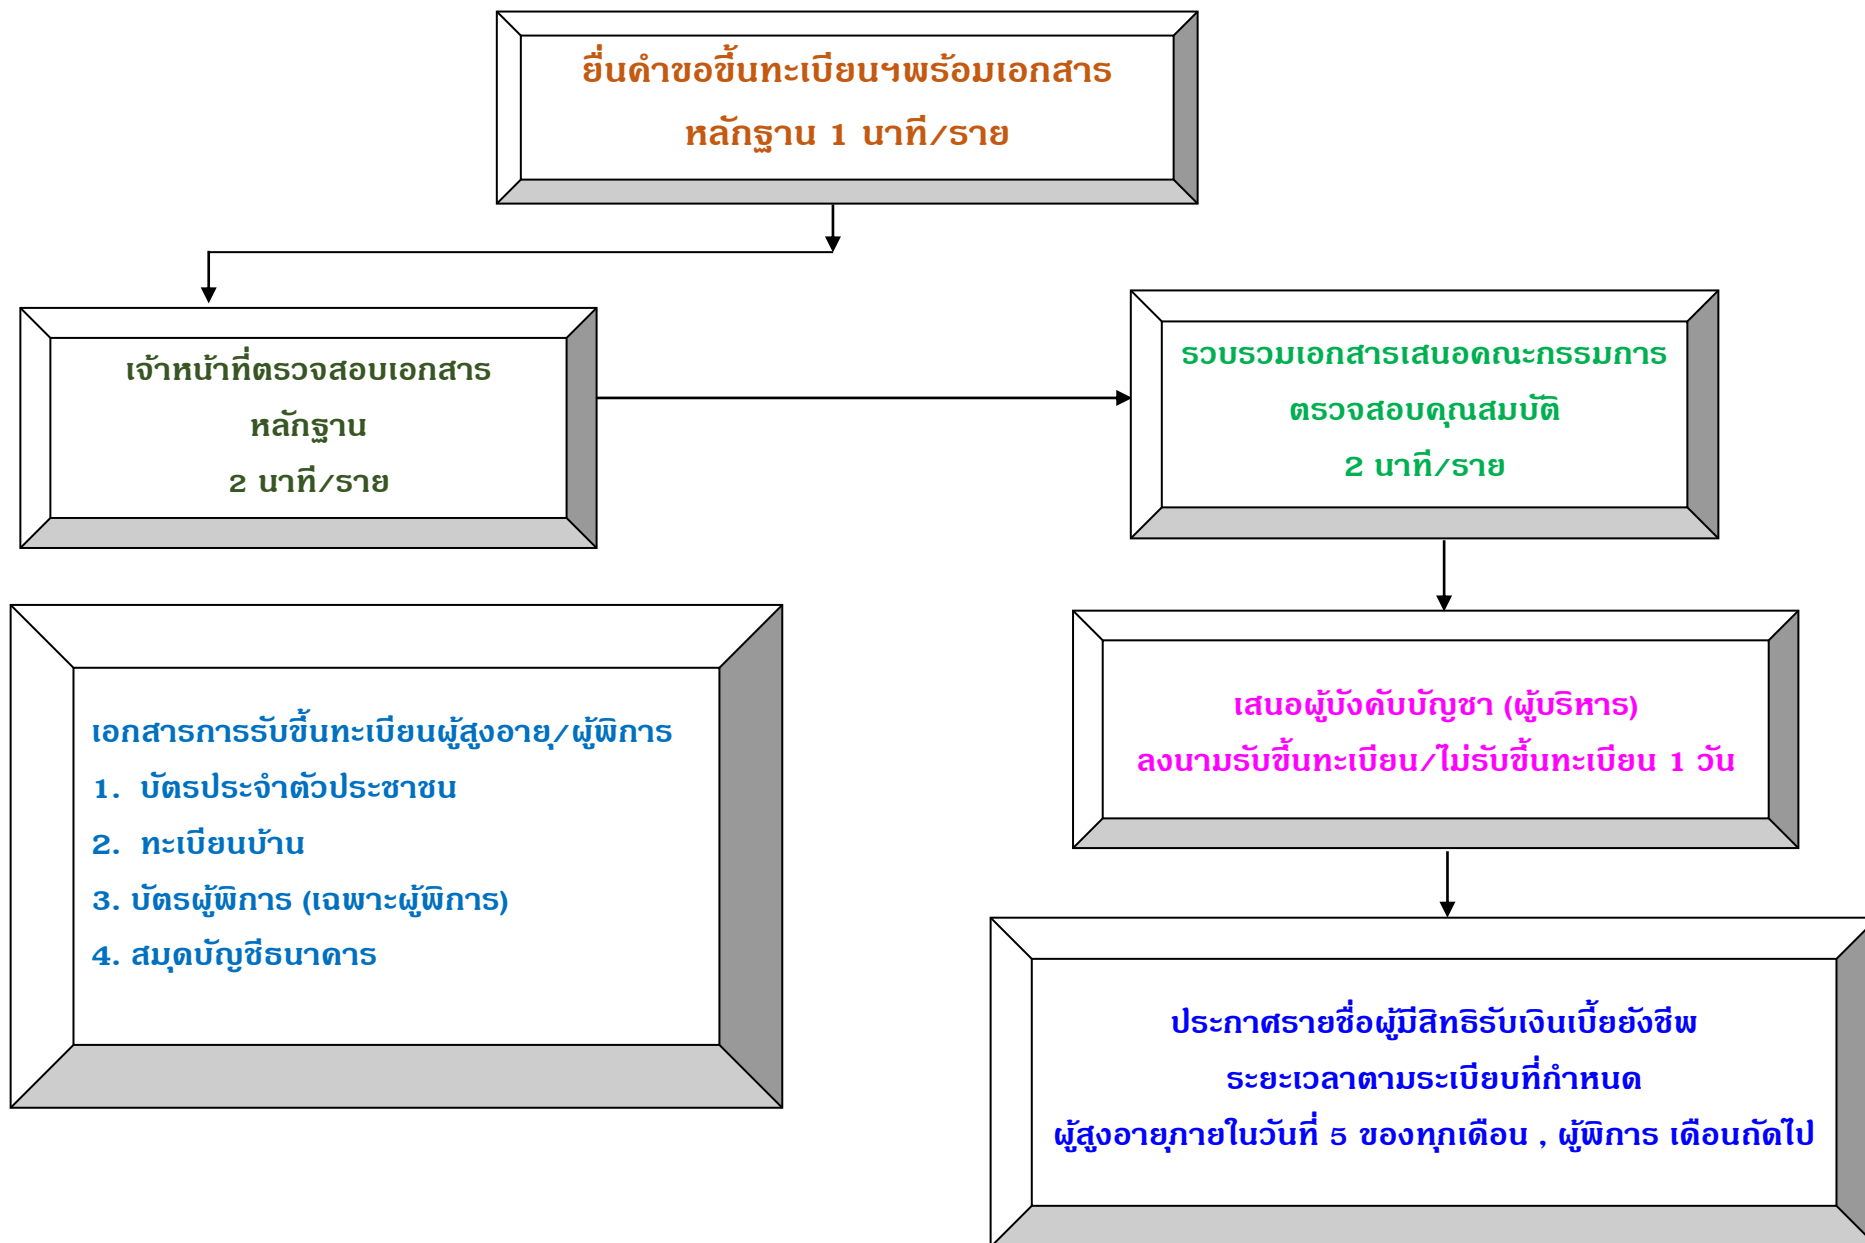 ยื่นคำขอขึ้นทะเบียนฯพร้อมเอกสาร
หลักฐาน 1 นาที/ราย
เจ้าหน้าที่ตรวจสอบเอกสาร
หลักฐาน
2 นาที/ราย
รวบรวมเอกสารเสนอคณะกรรมการ
ตรวจสอบคุณสมบัติ
2 นาที/ราย
เอกสารการรับขึ้นทะเบียนผู้สูงอายุ/ผู้พิการ
1. บัตรประจำตัวประชาชน
2. ทะเบียนบ้าน
3. บัตรผู้พิการ (เฉพาะผู้พิการ)
4. สมุดบัญชีธนาคาร
เสนอผู้บังคับบัญชา (ผู้บริหาร)
ลงนามรับขึ้นทะเบียน/ไม่รับขึ้นทะเบียน 1 วัน
ประกาศรายชื่อผู้มีสิทธิรับเงินเบี้ยยังชีพ
ระยะเวลาตามระเบียบที่กำหนด
ผู้สูงอายุภายในวันที่ 5 ของทุกเดือน , ผู้พิการ เดือนถัดไป